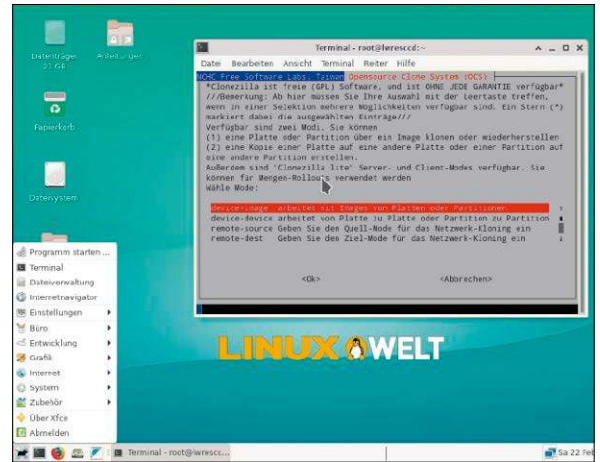 Datenträger
23 GB
Anleitungen
Papierkorb
Dateisystem
Terminal - root@lwresccd:~
Datei Bearbeiten Ansicht Terminal Reiter Hilfe
NCHC Free Software Labs, Taiwan Opensource Clone System (OCS)
*Clonezilla ist freie (GPL) Software, und ist OHNE JEDE GARANTIE verfügbar*
///Bemerkung: Ab hier müssen Sie Ihre Auswahl mit der Leertaste treffen,
wenn in einer Selektion mehrere Möglichkeiten verfügbar sind. Ein Stern (*)
markiert dabei die ausgewählten Einträge///
Verfügbar sind zwei Modi. Sie können
(1) eine Platte oder Partition über ein Image klonen oder wiederherstellen
(2) eine Kopie einer Platte auf eine andere Platte oder einer Partition auf
eine andere Partition erstellen.
Außerdem sind 'Clonezilla lite' Server- und Client-Modes verfügbar. Sie
können für Mengen-Rollouts verwendet werden
Wähle Mode:
device-image arbeitet mit Images von Platten oder Partitionen
device-device arbeitet von Platte zu Platte oder Partition zu Partition
remote-source Geben Sie den Quell-Mode für das Netzwerk-Kloning ein
remote-dest Geben Sie den Ziel-Mode für das Netzwerk-Kloning ein
<Ok> <Abbrechen>
LINUX WELT
Programm starten ...
Terminal
Dateiverwaltung
Internetnavigator
Einstellungen
Büro
Entwicklung
Grafik
Internet
System
Zubehör
Über Xfce
Abmelden
Terminal - root@lwrescc...
Sa 22 Feb